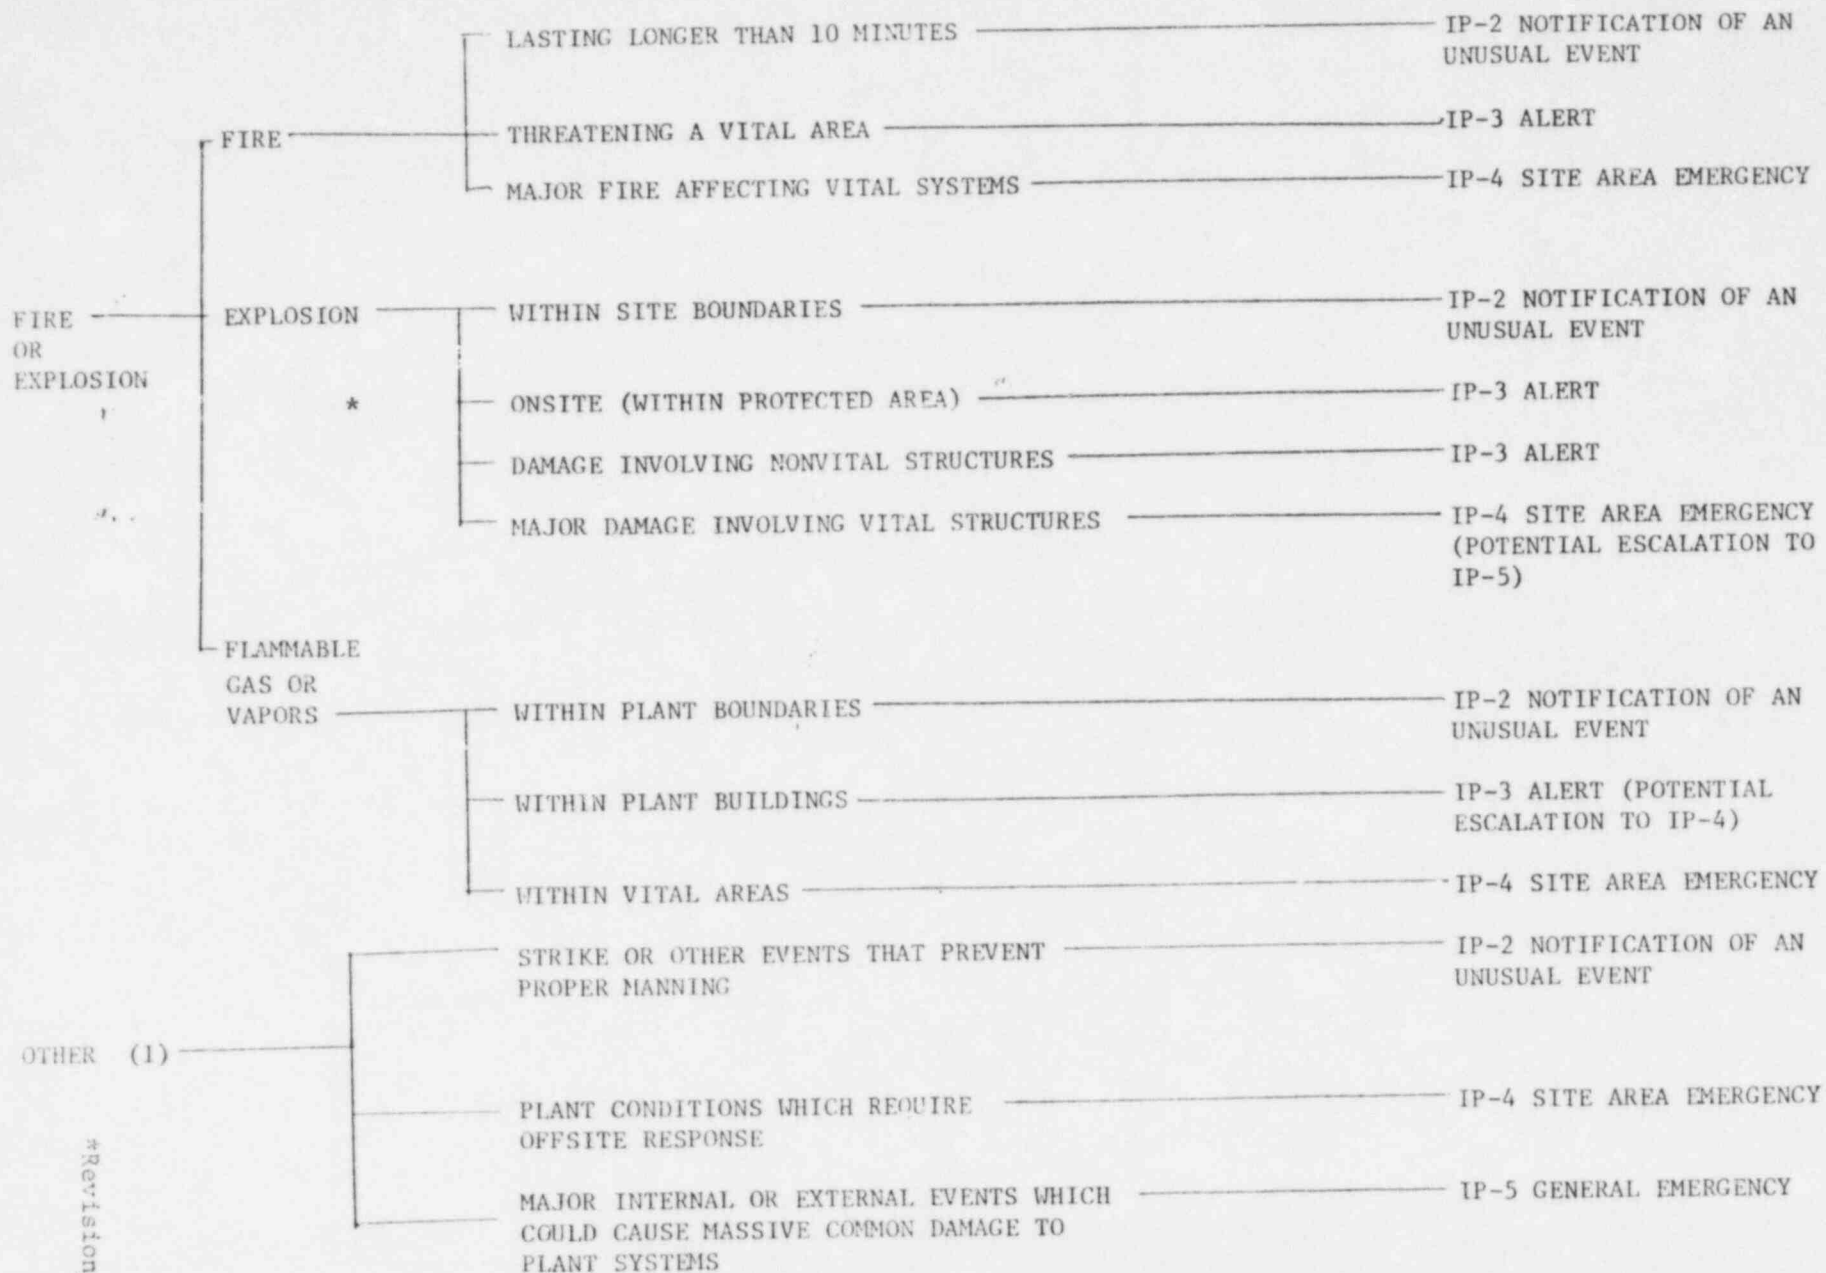 LASTING LONGER THAN 10 MINUTES
IP-2 NOTIFICATION OF AN
UNUSUAL EVENT
FIRE
THREATENING A VITAL AREA
IP-3 ALERT
MAJOR FIRE AFFECTING VITAL SYSTEMS
IP-4 SITE AREA EMERGENCY
FIRE
OR
EXPLOSION
EXPLOSION
*
WITHIN SITE BOUNDARIES
IP-2 NOTIFICATION OF AN
UNUSUAL EVENT
ONSITE (WITHIN PROTECTED AREA)
IP-3 ALERT
DAMAGE INVOLVING NONVITAL STRUCTURES
IP-3 ALERT
MAJOR DAMAGE INVOLVING VITAL STRUCTURES
IP-4 SITE AREA EMERGENCY
(POTENTIAL ESCALATION TO
IP-5)
FLAMMABLE
GAS OR
VAPORS
WITHIN PLANT BOUNDARIES
IP-2 NOTIFICATION OF AN
UNUSUAL EVENT
WITHIN PLANT BUILDINGS
IP-3 ALERT (POTENTIAL
ESCALATION TO IP-4)
WITHIN VITAL AREAS
IP-4 SITE AREA EMERGENCY
OTHER (1)
STRIKE OR OTHER EVENTS THAT PREVENT
PROPER MANNING
IP-2 NOTIFICATION OF AN
UNUSUAL EVENT
PLANT CONDITIONS WHICH REQUIRE
OFFSITE RESPONSE
IP-4 SITE AREA EMERGENCY
MAJOR INTERNAL OR EXTERNAL EVENTS WHICH
COULD CAUSE MASSIVE COMMON DAMAGE TO
PLANT SYSTEMS
IP-5 GENERAL EMERGENCY
*Revision